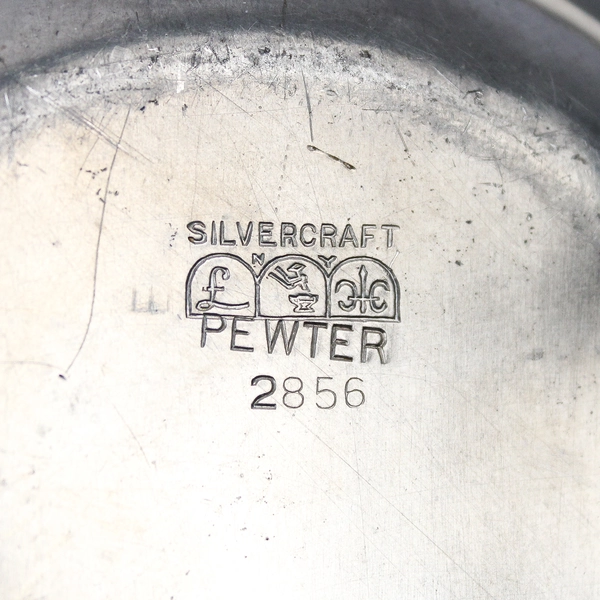 SILVERCRAFT
N Y
£
PEWTER
2856